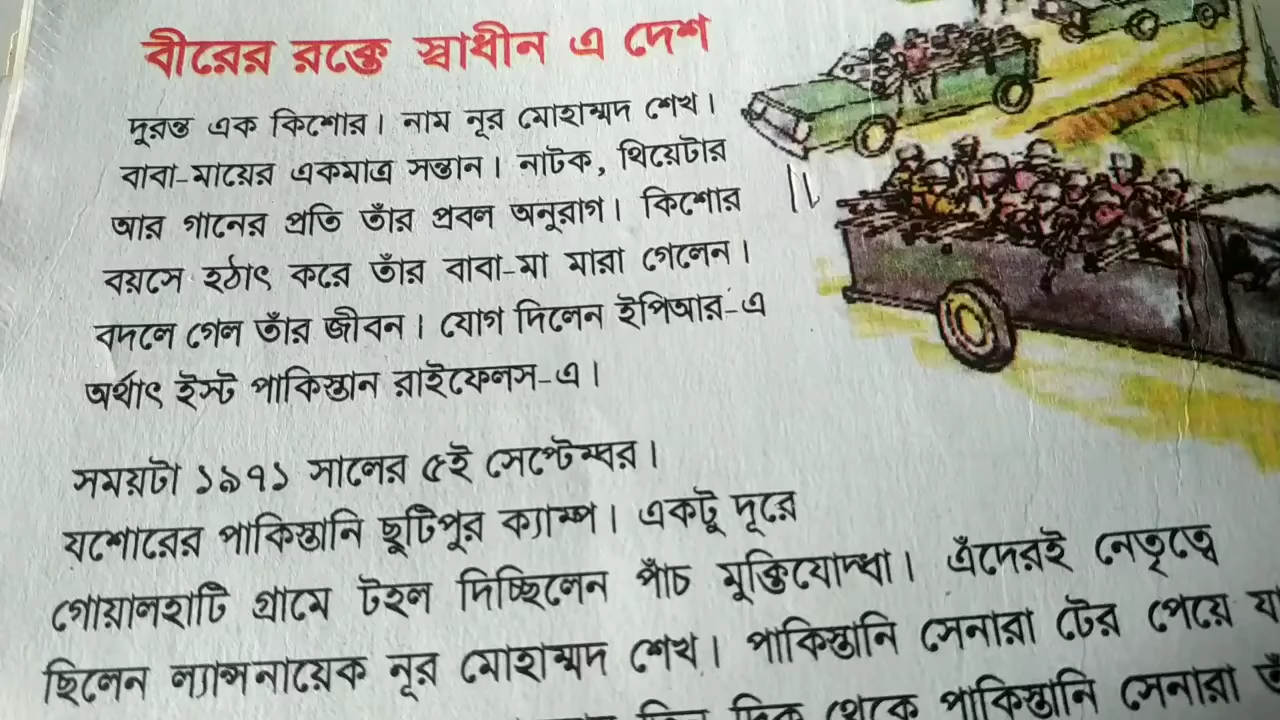 বীরের রক্তে স্বাধীন এ দেশ
দুরন্ত এক কিশোর। নাম নূর মোহাম্মদ শেখ।
বাবা-মায়ের একমাত্র সন্তান। নাটক, থিয়েটার
আর গানের প্রতি তাঁর প্রবল অনুরাগ। কিশোর
বয়সে হঠাৎ করে তাঁর বাবা-মা মারা গেলেন।
বদলে গেল তাঁর জীবন। যোগ দিলেন ইপিআর-এ
অর্থাৎ ইস্ট পাকিস্তান রাইফেলস-এ।
সময়টা ১৯৭১ সালের ৫ই সেপ্টেম্বর।
যশোরের পাকিস্তানি ছুটিপুর ক্যাম্প। একটু দূরে
গোয়ালহাটি গ্রামে টহল দিচ্ছিলেন পাঁচ মুক্তিযোদ্ধা। এঁদেরই নেতৃত্বে
ছিলেন ল্যান্সনায়েক নূর মোহাম্মদ শেখ। পাকিস্তানি সেনারা টের পেয়ে
দিক থেকে পাকিস্তানি সেনারা